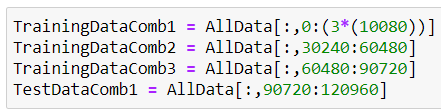 TrainingDataComb1 = AllData[:,0:(3*(10080))]
TrainingDataComb2 = AllData[:,30240:60480]
TrainingDataComb3 = AllData[:,60480:90720]
TestDataComb1 = AllData[:,90720:120960]